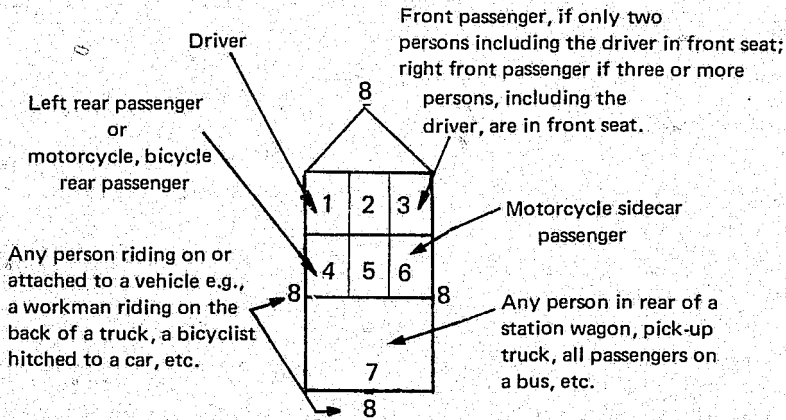 Front passenger, if only two
persons including the driver in front seat;
right front passenger if three or more
persons, including the
driver, are in front seat.
Driver
8
Left rear passenger
or
motorcycle, bicycle
rear passenger
1 2 3
Motorcycle sidecar
passenger
Any person riding on or
attached to a vehicle e.g.,
a workman riding on the
back of a truck, a bicyclist
hitched to a car, etc.
4 5 6
8 8
Any person in rear of a
station wagon, pick-up
truck, all passengers on
a bus, etc.
7
8